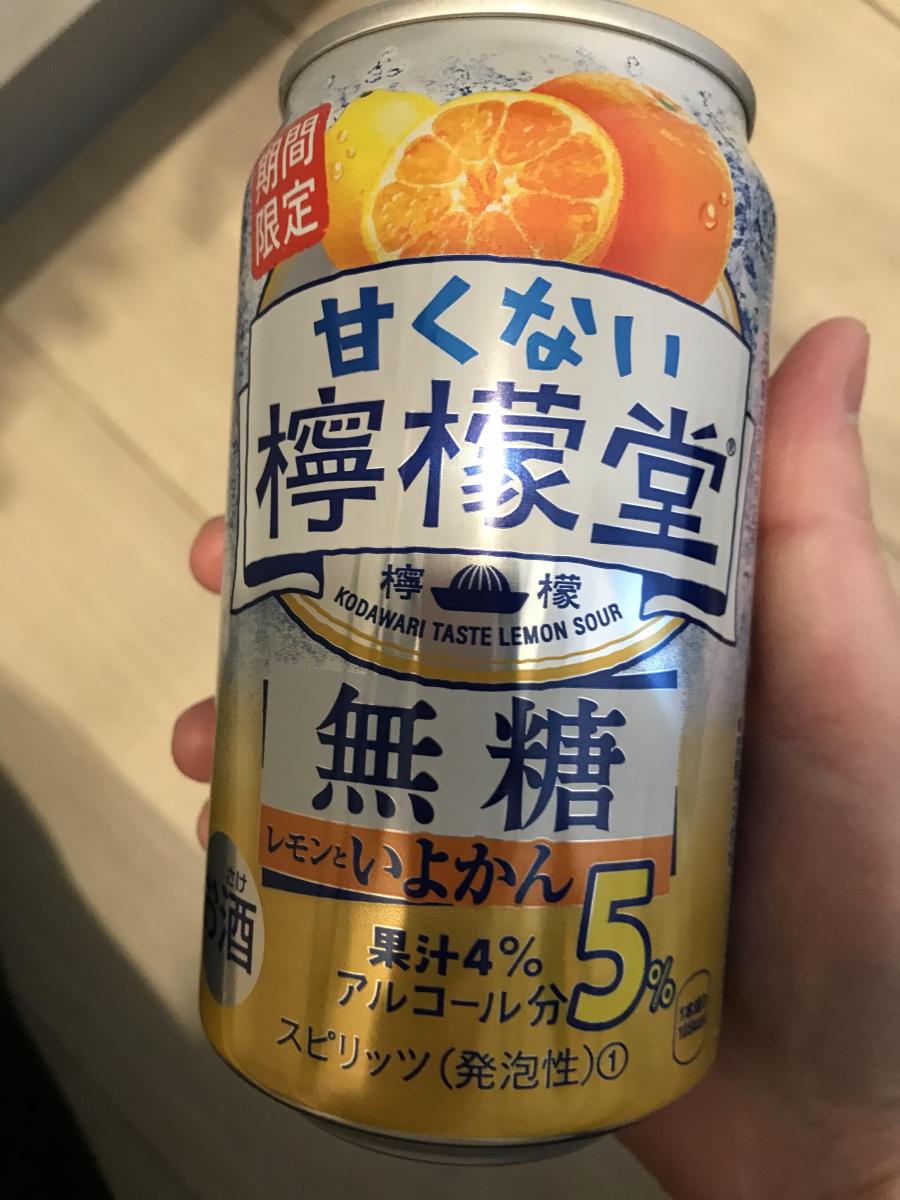 期間
限定
甘くない
檸檬堂®
檸 檬
KODAWARI TASTE LEMON SOUR
無糖
レモンといよかん
さけ
お酒
果汁4%
アルコール分5%
スピリッツ(発泡性)①